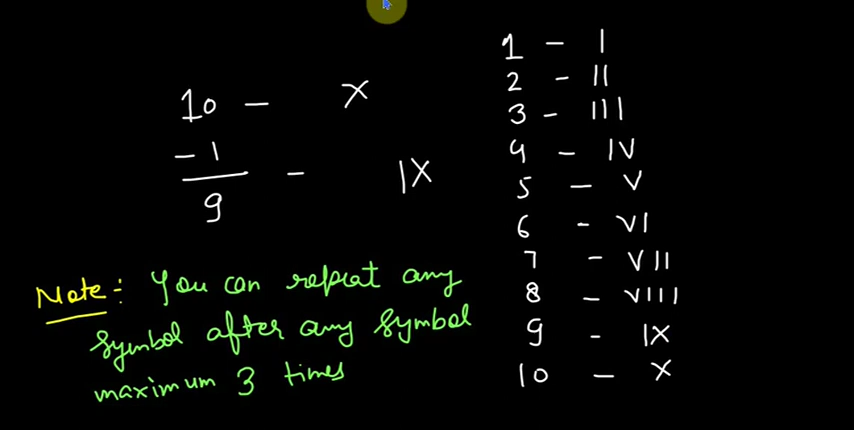 10 - X
- 1
9 - IX
Note:- You can repeat any
symbol after any symbol
maximum 3 times
1 - I
2 - II
3 - III
4 - IV
5 - V
6 - VI
7 - VII
8 - VIII
9 - IX
10 - X